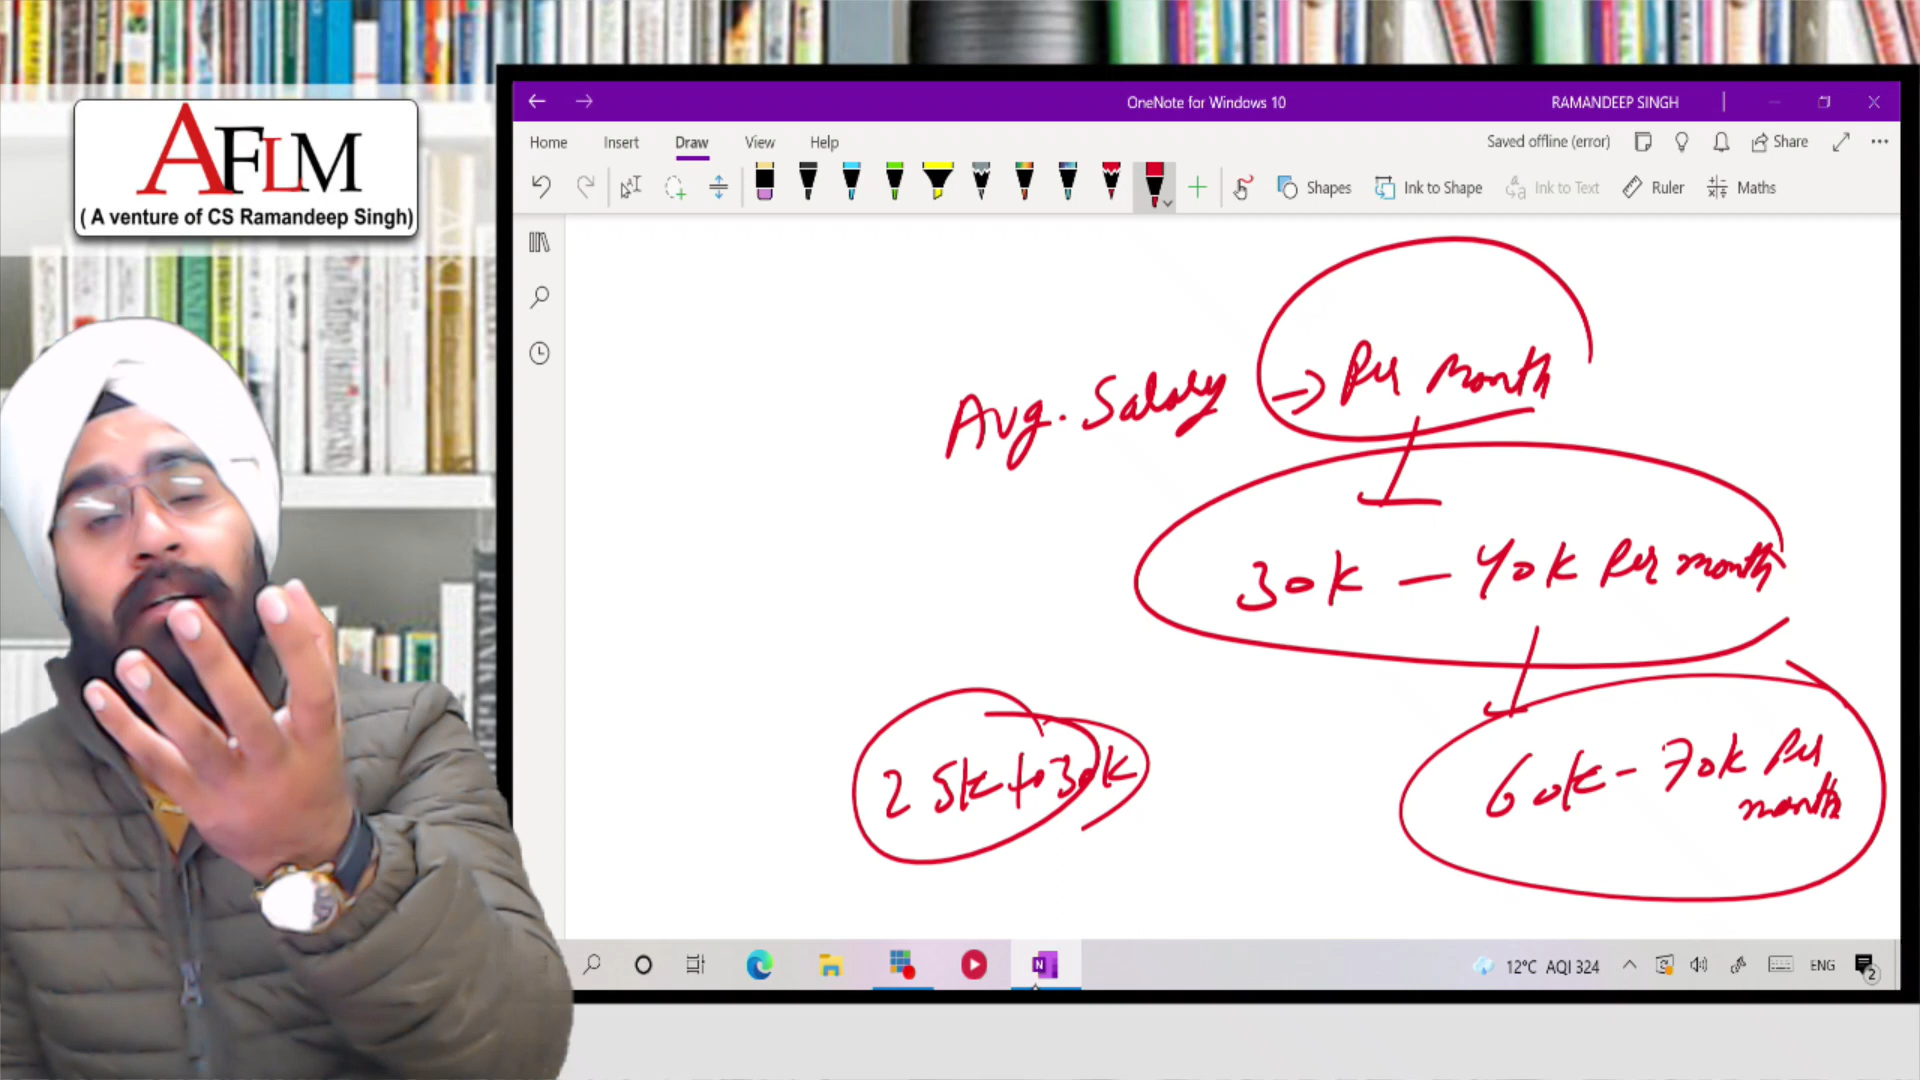 AFLM
( A venture of CS Ramandeep Singh)
OneNote for Windows 10
RAMANDEEP SINGH
Home Insert Draw View Help
Saved offline (error)
Share
Shapes
Ink to Shape
Ink to Text
Ruler
Maths
Avg. Salary → Per month
30k — 40k Per month
25k to 30k
60k - 70k Per
month
12°C AQI 324
ENG
2